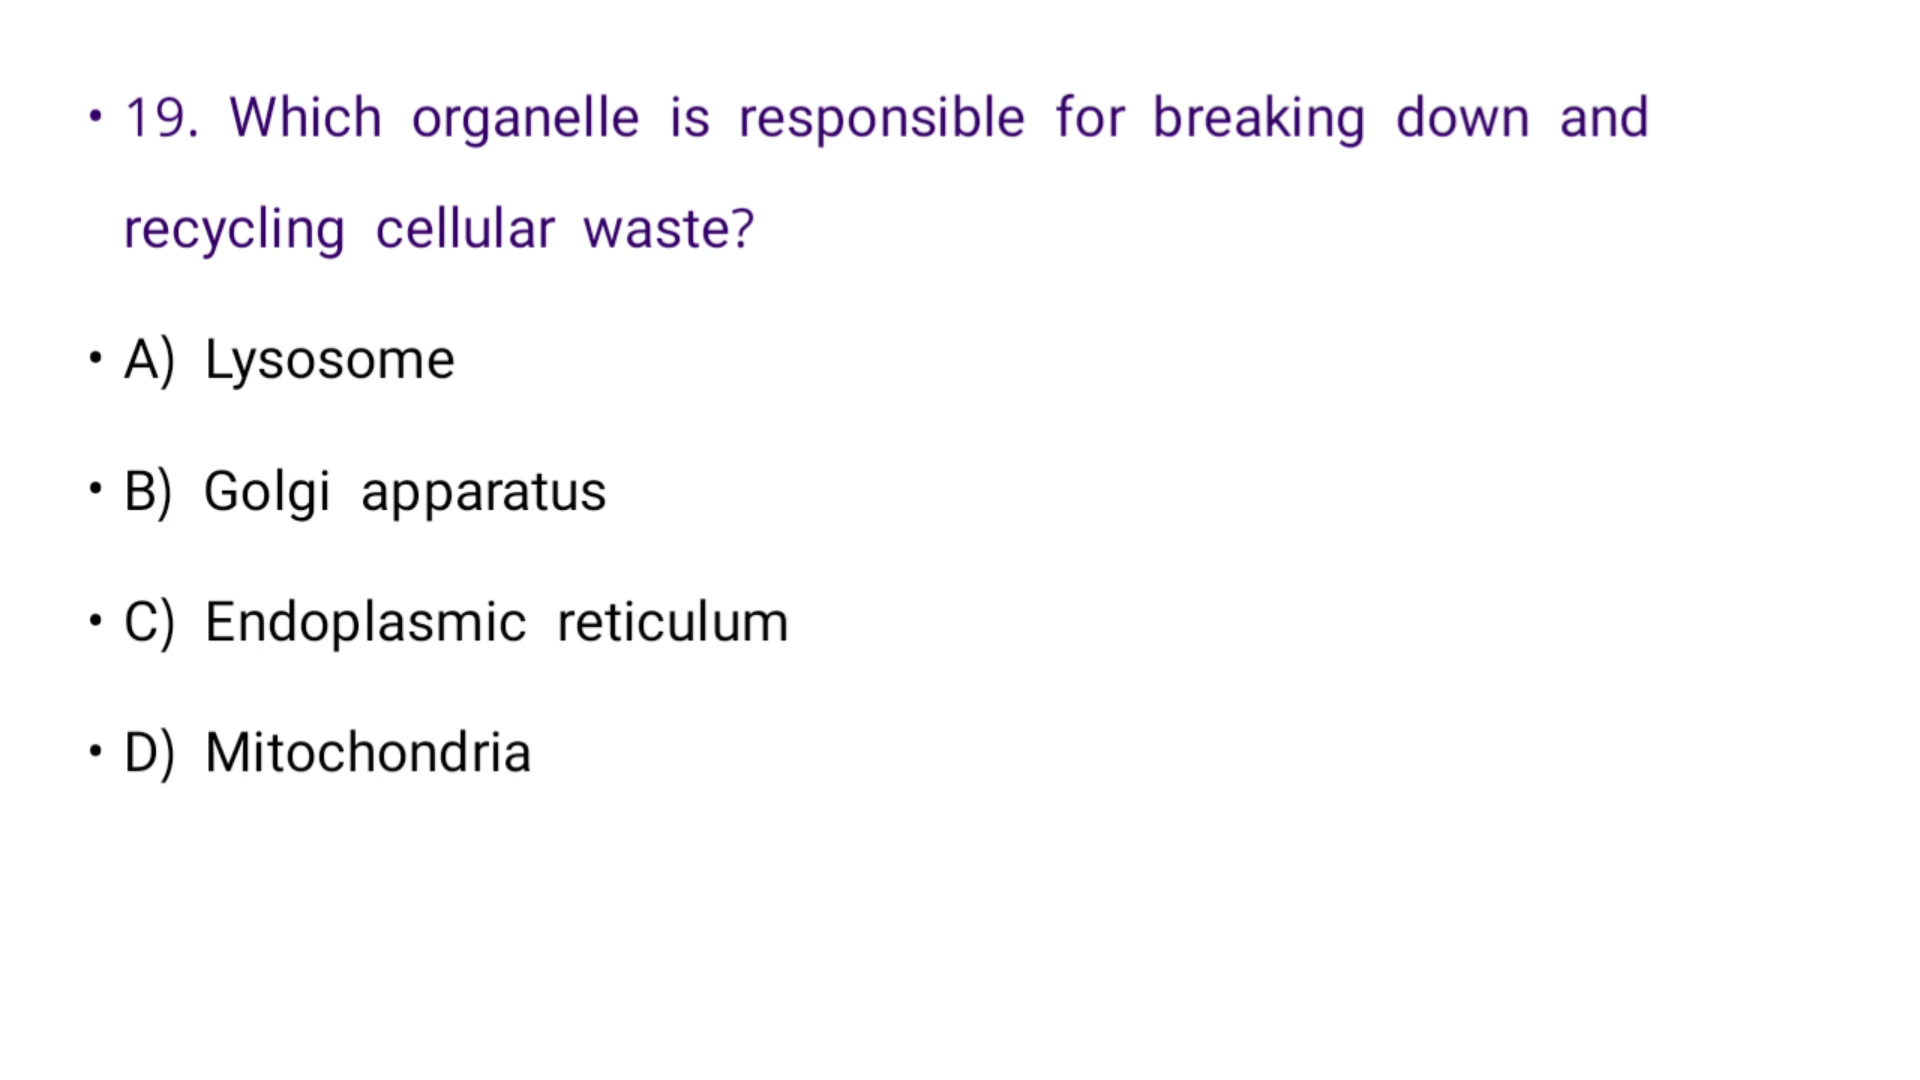 • 19. Which organelle is responsible for breaking down and
recycling cellular waste?
• A) Lysosome
• B) Golgi apparatus
• C) Endoplasmic reticulum
• D) Mitochondria